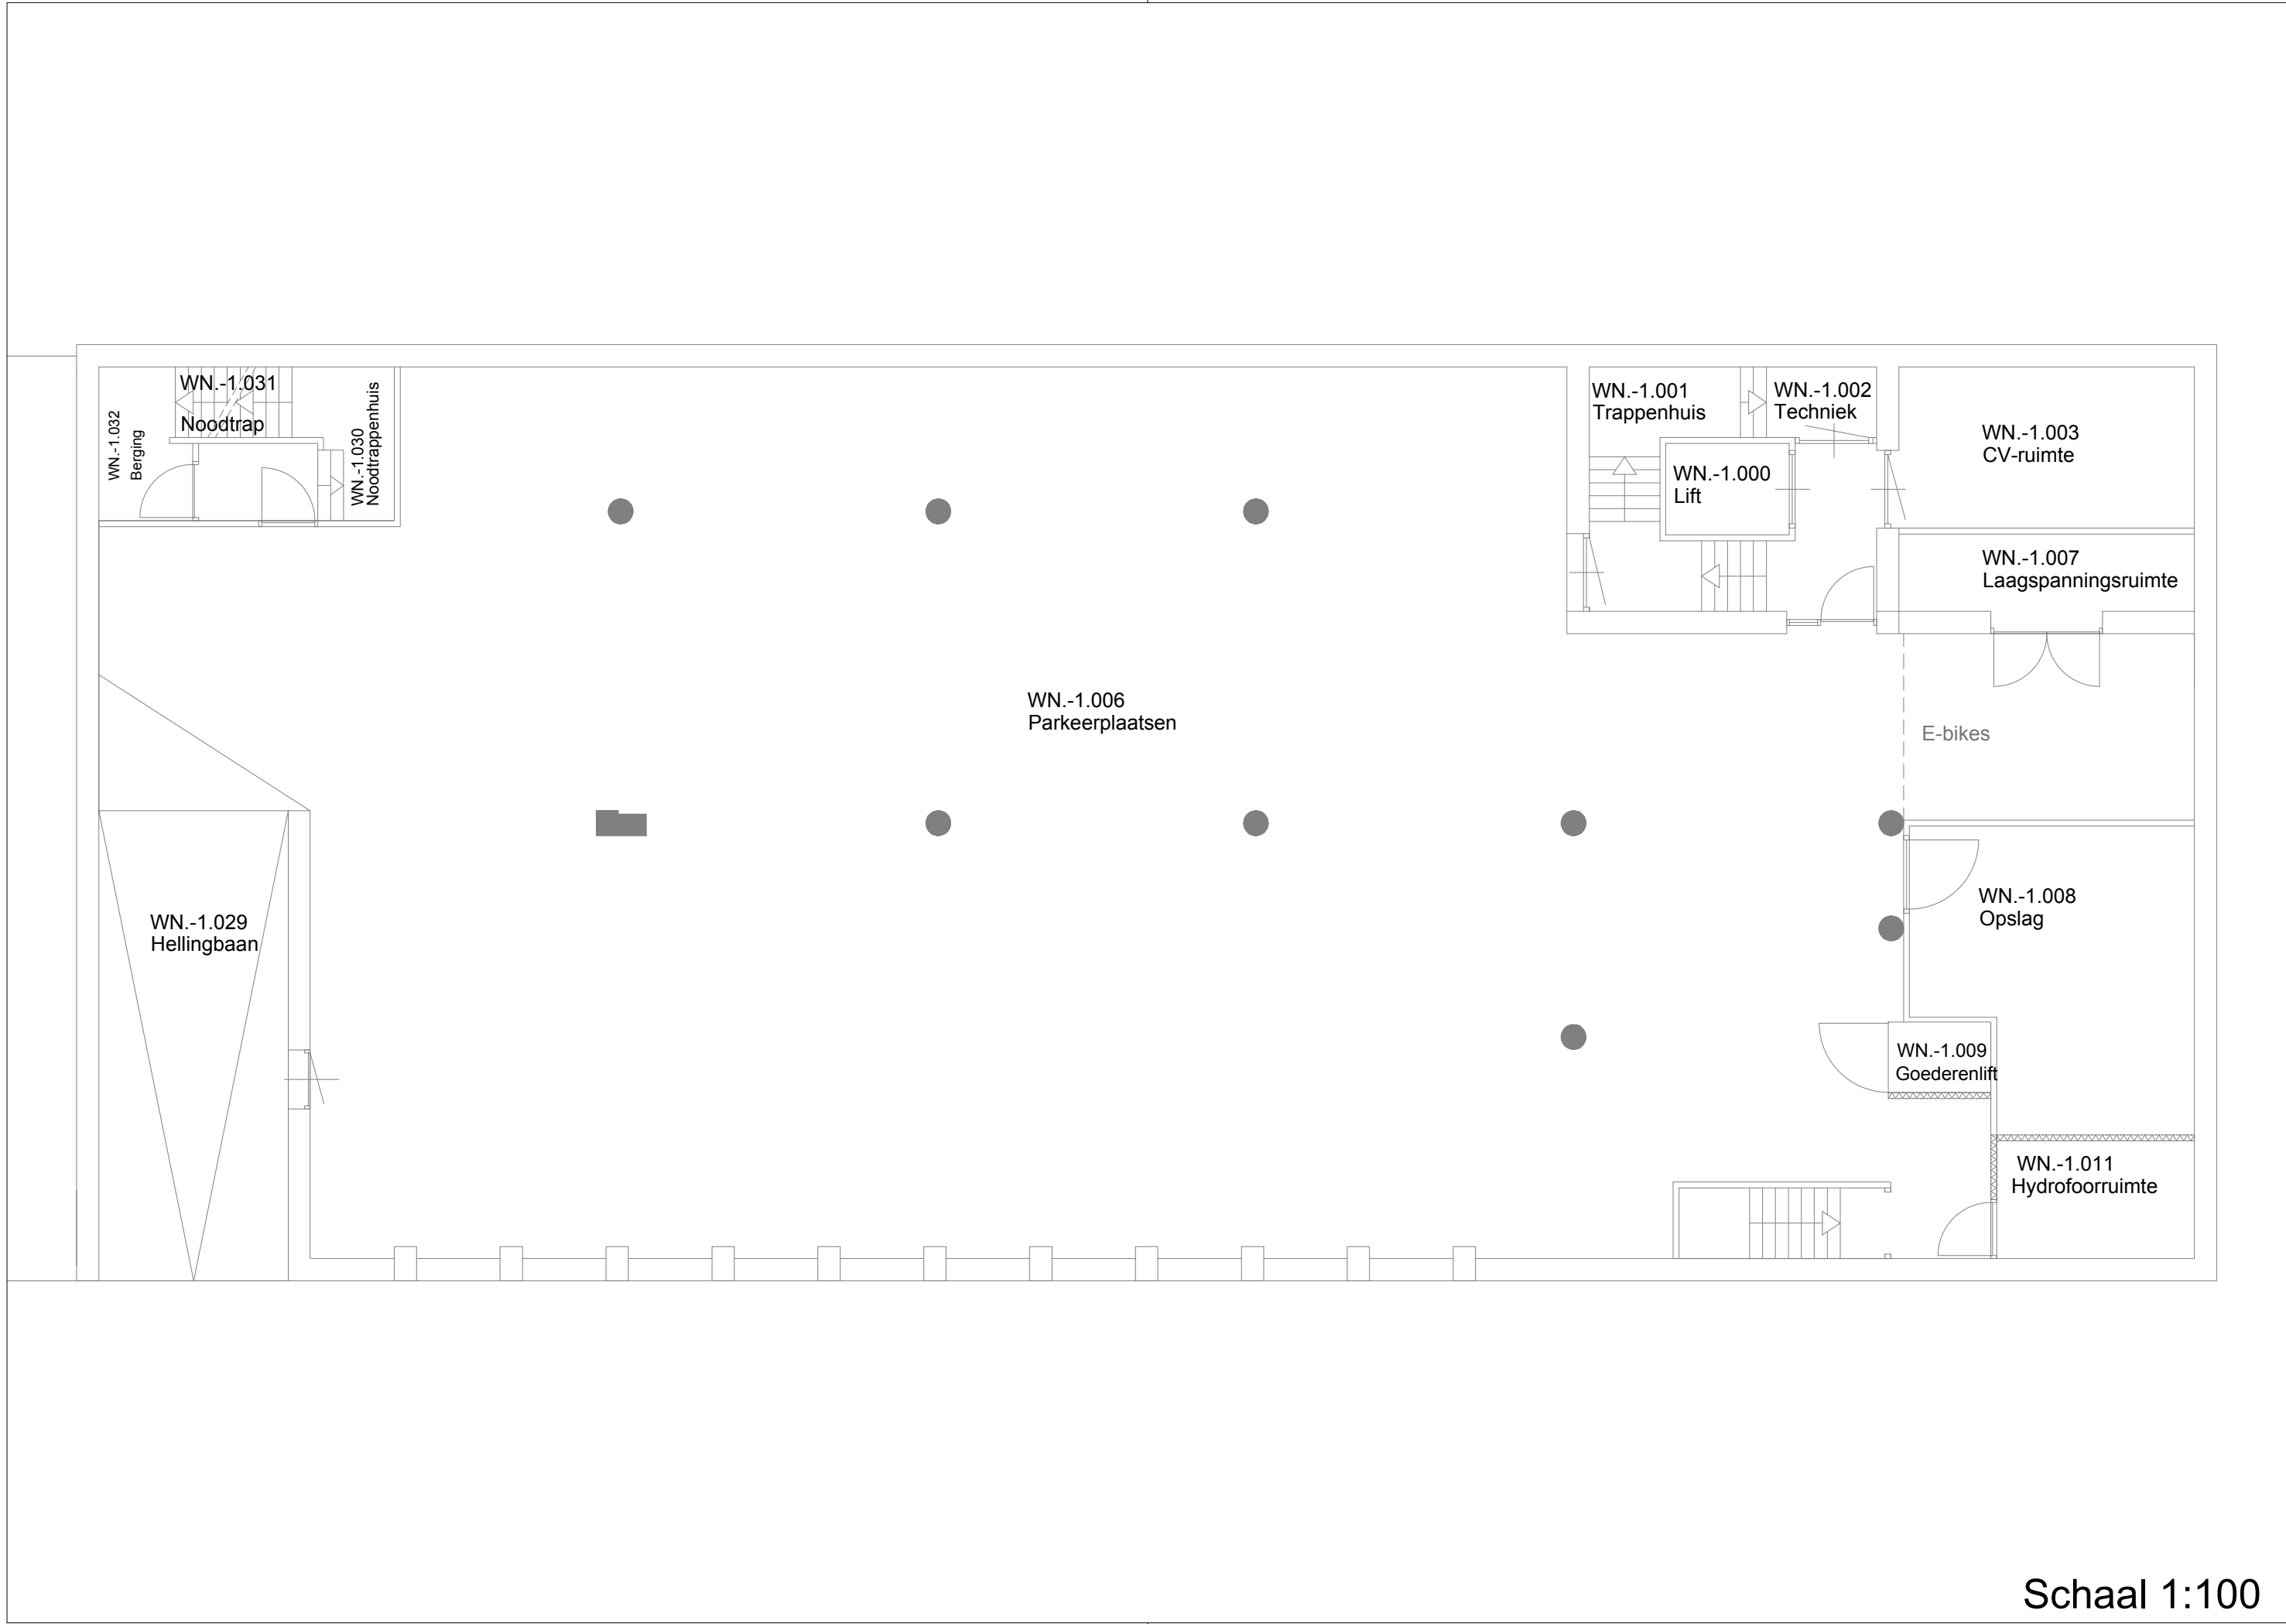 WN.-1.031
Noodtrap
WN.-1.032
Berging
WN.-1.030
Noodtrappenhuis
WN.-1.001
Trappenhuis
WN.-1.002
Techniek
WN.-1.003
CV-ruimte
WN.-1.000
Lift
WN.-1.007
Laagspanningsruimte
WN.-1.006
Parkeerplaatsen
E-bikes
WN.-1.029
Hellingbaan
WN.-1.008
Opslag
WN.-1.009
Goederenlift
WN.-1.011
Hydrofoorruimte
Schaal 1:100